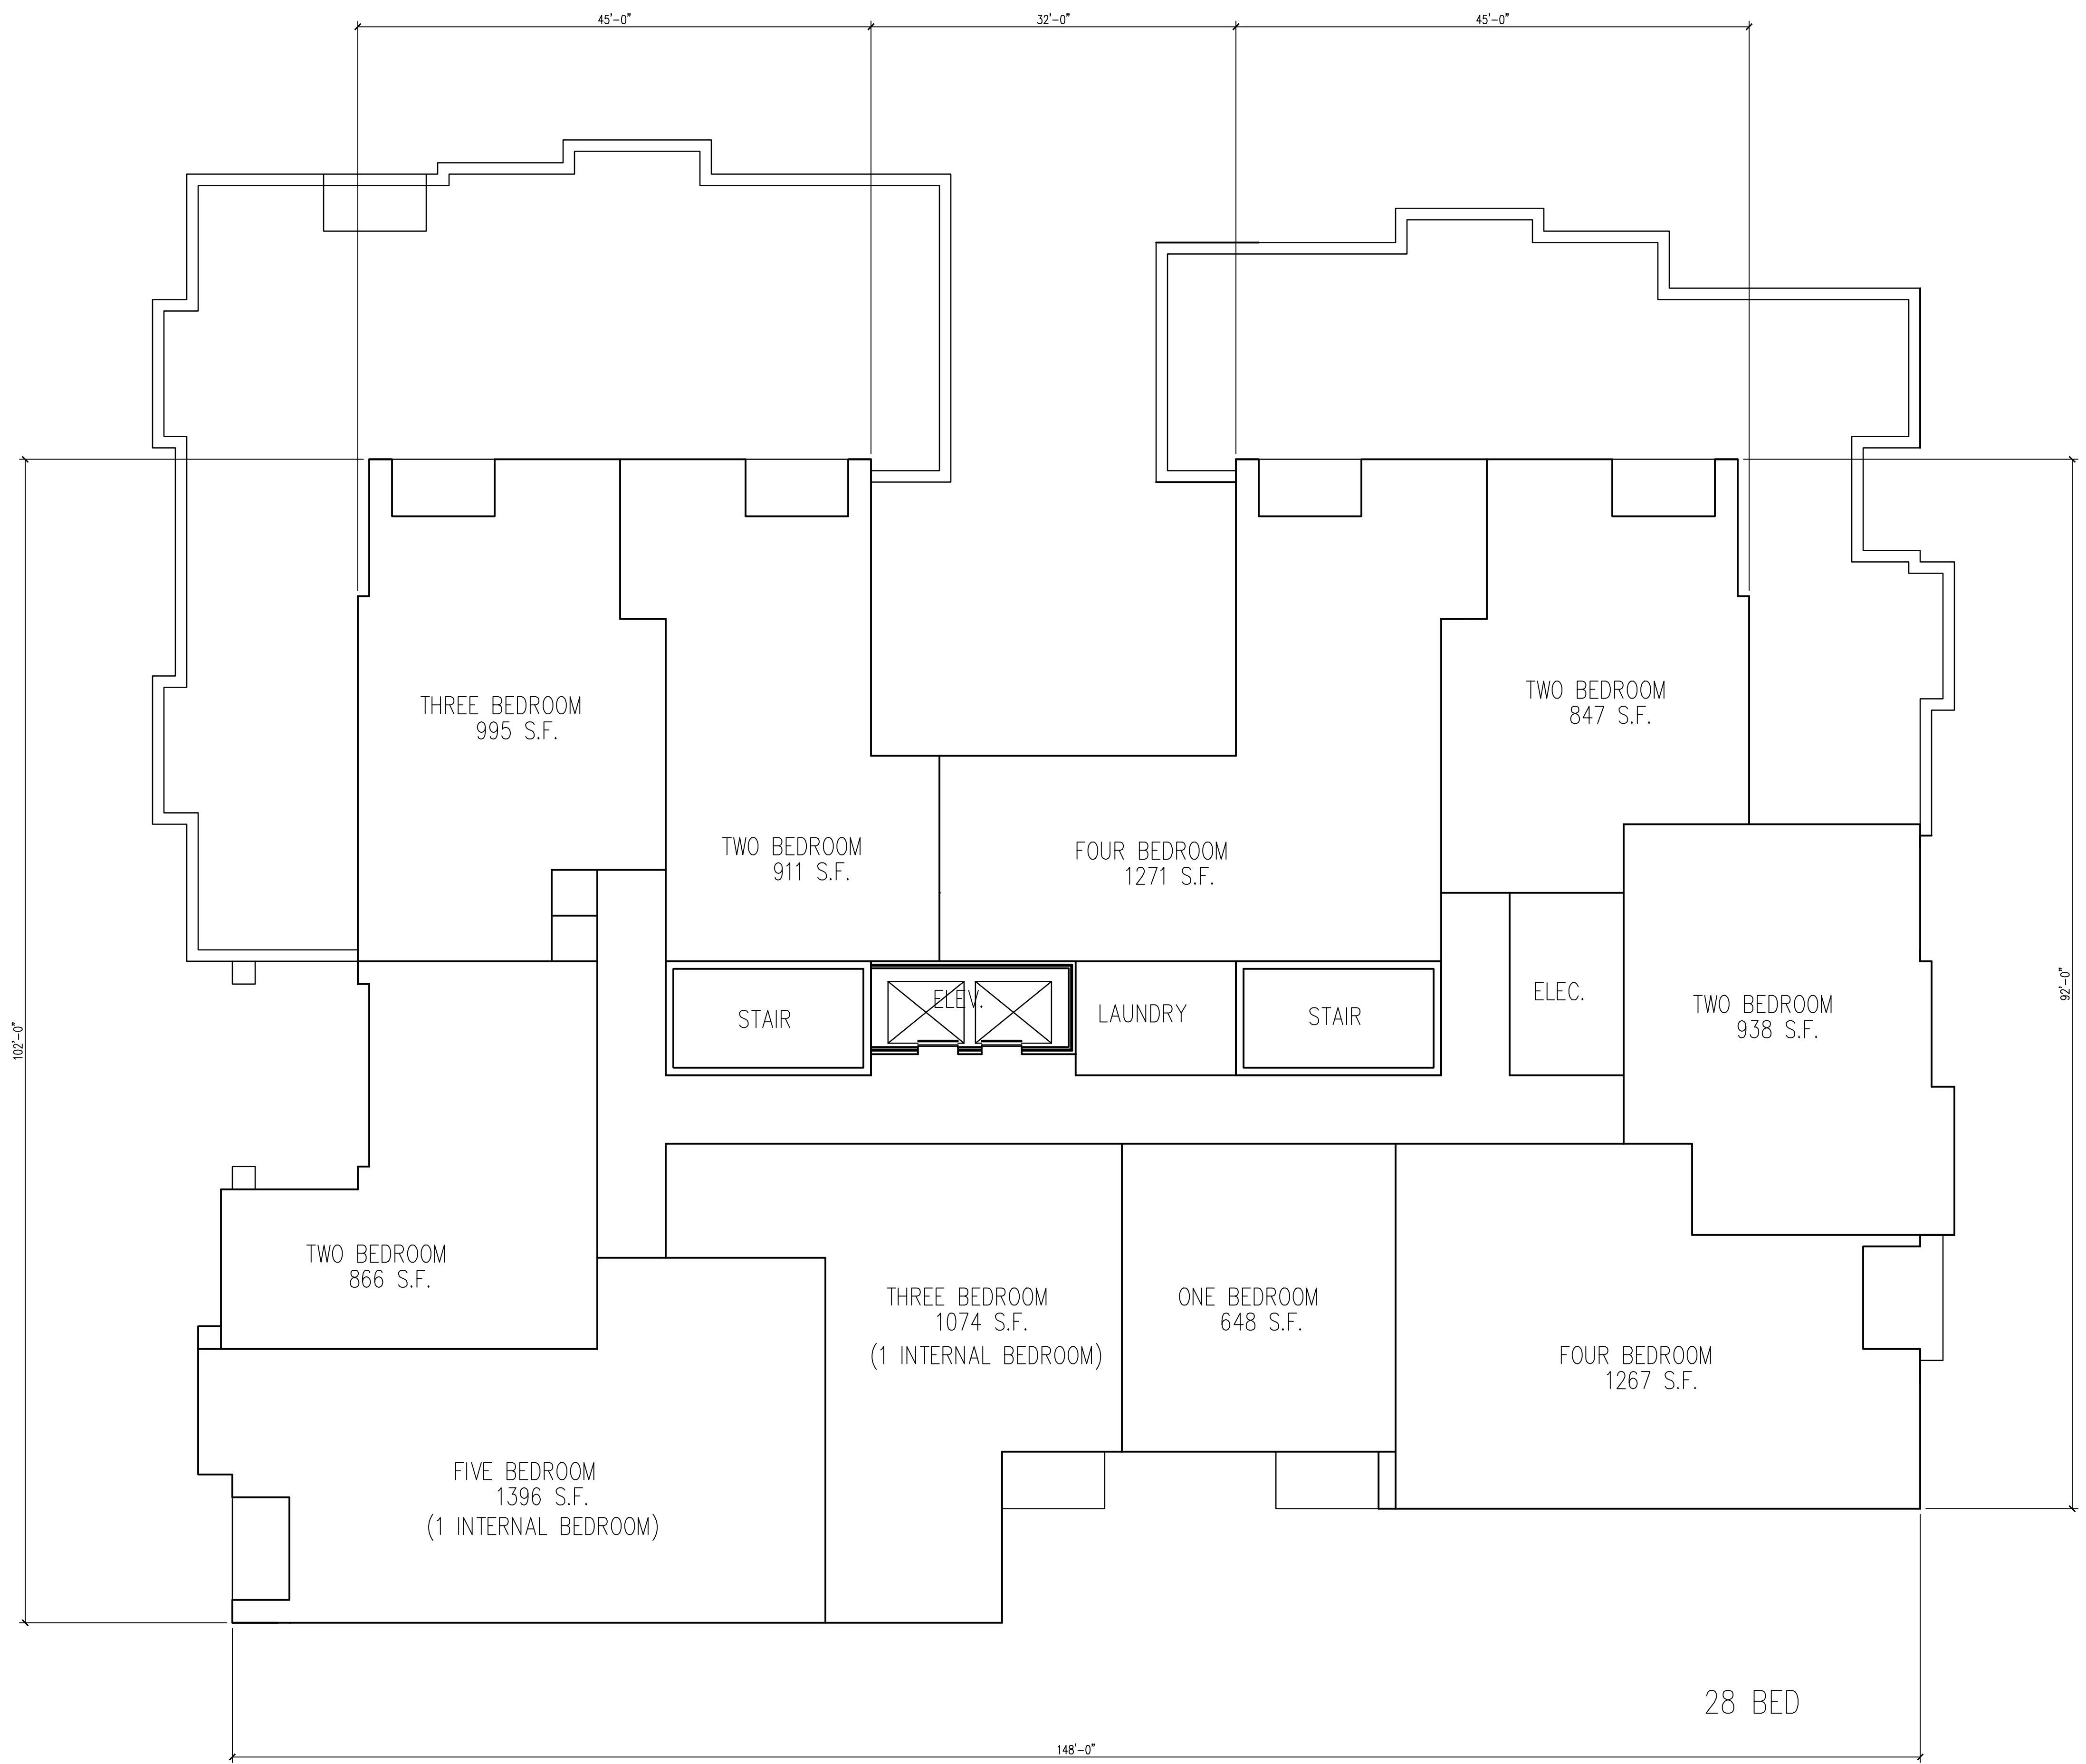 45'-0"
32'-0"
45'-0"
THREE BEDROOM
995 S.F.
TWO BEDROOM
847 S.F.
TWO BEDROOM
911 S.F.
FOUR BEDROOM
1271 S.F.
STAIR
ELEV.
LAUNDRY
STAIR
ELEC.
TWO BEDROOM
938 S.F.
102'-0"
92'-0"
TWO BEDROOM
866 S.F.
THREE BEDROOM
1074 S.F.
(1 INTERNAL BEDROOM)
ONE BEDROOM
648 S.F.
FOUR BEDROOM
1267 S.F.
FIVE BEDROOM
1396 S.F.
(1 INTERNAL BEDROOM)
28 BED
148'-0"